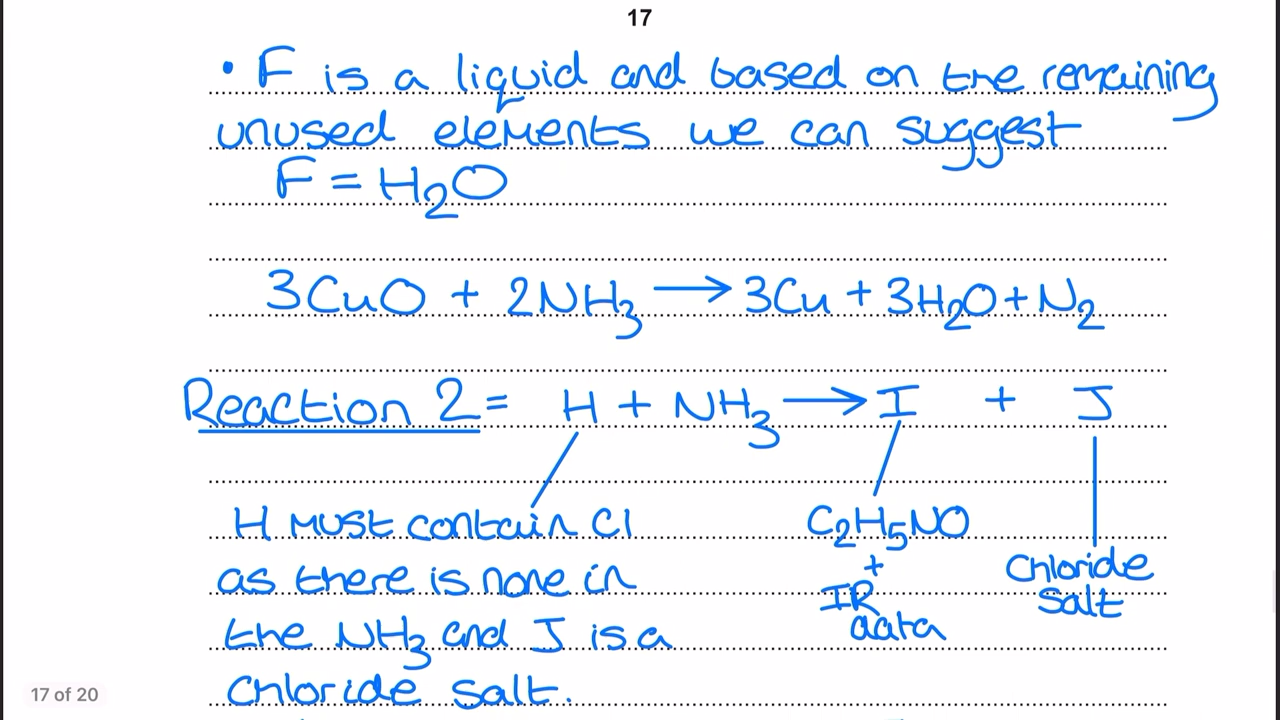 17
• F is a liquid and based on the remaining
unused elements we can suggest
F = H₂O
3CuO + 2NH₃ → 3Cu + 3H₂O + N₂
Reaction 2 = H + NH₃ → I + J
H must contain Cl
as there is none in
the NH₃ and J is a
chloride salt.
C₂H₅NO
+
IR
data
Chloride
salt
17 of 20